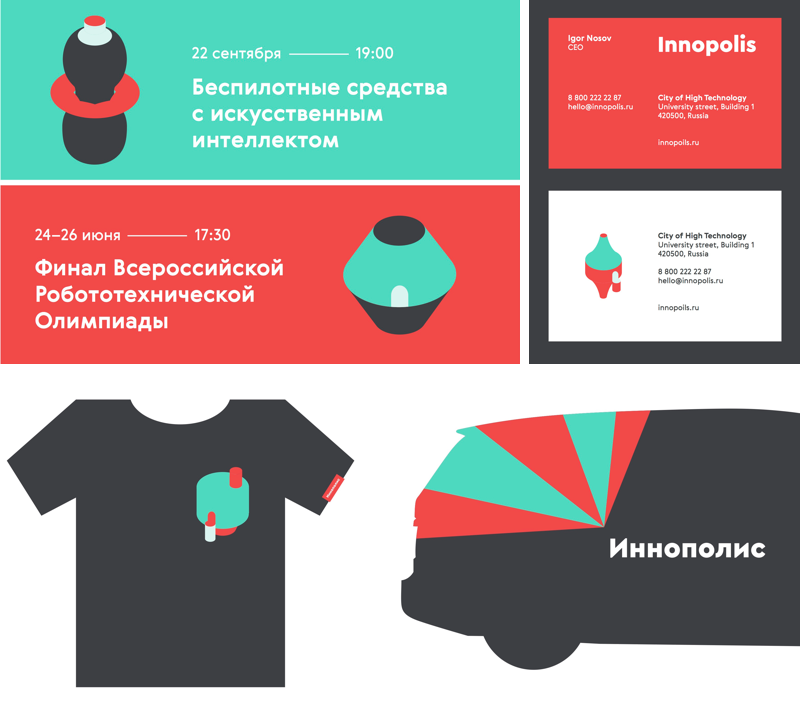 22 сентября 19:00
Беспилотные средства
с искусственным
интеллектом
24–26 июня 17:30
Финал Всероссийской
Робототехнической
Олимпиады
Igor Nosov
CEO
Innopolis
8 800 222 22 87
hello@innopolis.ru
City of High Technology
University street, Building 1
420500, Russia
innopoils.ru
City of High Technology
University street, Building 1
420500, Russia
8 800 222 22 87
hello@innopolis.ru
innopoils.ru
Иннополис